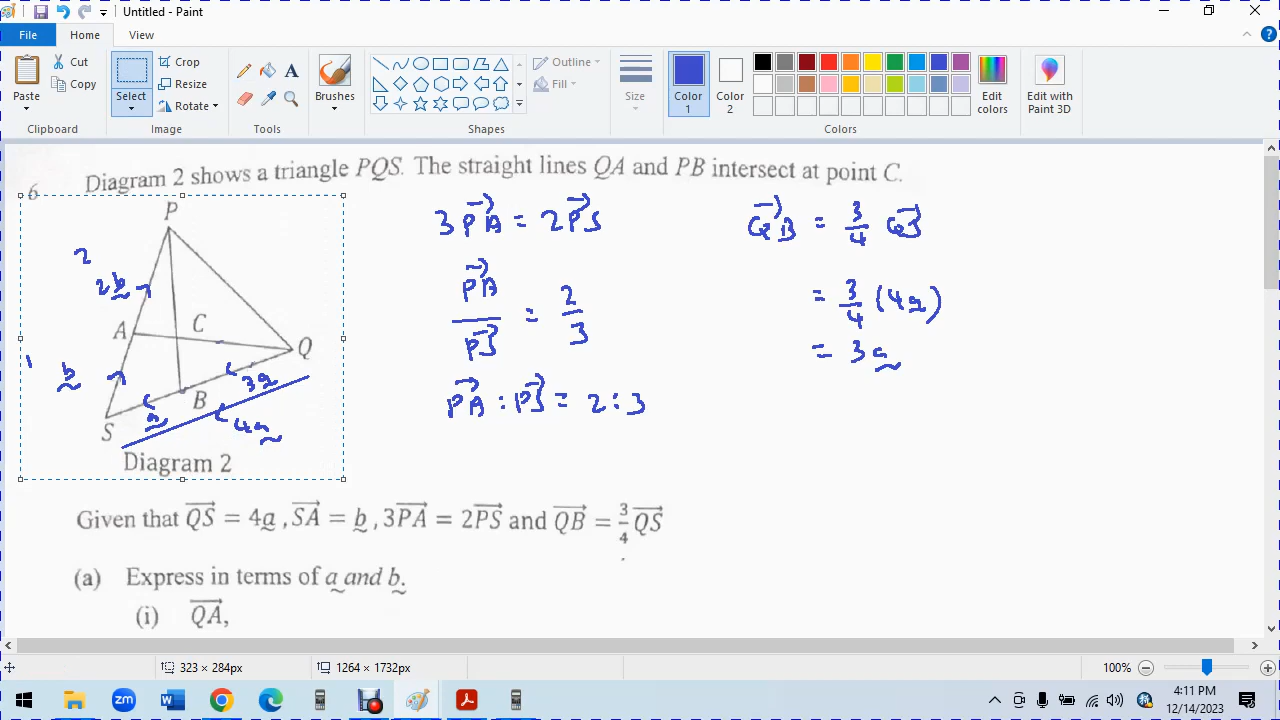 Untitled - Paint
File Home View
Paste Cut Copy Clipboard
Select Crop Resize Rotate Image
Tools
Brushes
Outline Fill Shapes
Size
Color 1 Color 2 Edit colors Colors
Edit with Paint 3D
6 Diagram 2 shows a triangle PQS. The straight lines QA and PB intersect at point C.
P
2
2b
A C Q
1
b
3a
B
a
4a
S
Diagram 2
3PA = 2PS
PA/PS = 2/3
PA : PS = 2 : 3
QB = 3/4 QS
= 3/4 (4a)
= 3a
Given that QS = 4a, SA = b, 3PA = 2PS and QB = 3/4 QS
(a) Express in terms of a and b.
(i) QA,
323 × 284px 1264 × 1732px 100%
4:11 PM
12/14/2023